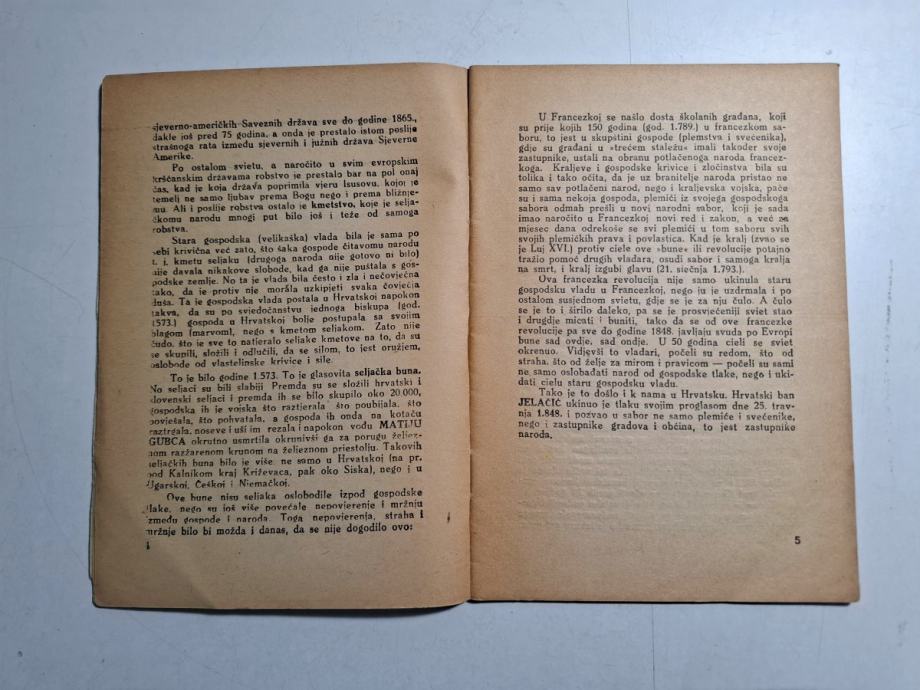 sjeverno-američkih Saveznih država sve do godine 1865.,
dakle još pred 75 godina, a onda je prestalo istom poslije
strašnoga rata između sjevernih i južnih država Sjeverne
Amerike.
Po ostalom svietu, a naročito u svim evropskim
kršćanskim državama robstvo je prestalo bar na pol onaj
čas, kad je koja država poprimila vjeru Isusovu, kojoj je
temelj ne samo ljubav prema Bogu nego i prema bližnje-
mu. Ali i poslije robstva ostalo je kmetstvo, koje je selja-
čkomu narodu mnogi put bilo još i teže od samoga
robstva.
Stara gospodska (velikaška) vlada bila je sama po
sebi krivična već zato, što šaka gospode čitavomu narodu
t. j. kmetu seljaku (drugoga naroda nije gotovo ni bilo)
nije davala nikakove slobode, kad ga nije puštala s gos-
podske zemlje. No ta je vlada bila često i zla i nečovječna
tako, da je protiv nje morala uzkipjeti svaka čovječja
duša. Ta je gospodska vlada postala u Hrvatskoj napokon
takva, da su po svjedočanstvu jednoga biskupa (god.
1573.) gospoda u Hrvatskoj bolje postupala sa svojim
blagom (marvom), nego s kmetom seljakom. Zato nije
čudo, što je sve to natieralo seljake kmetove na to, da su
se skupili, složili i odlučili, da se silom, to jest oružjem,
oslobode od vlastelinske krivice i sile.
To je bilo godine 1.573. To je glasovita seljačka buna.
No seljaci su bili slabiji Premda su se složili hrvatski i
slovenski seljaci i premda ih se bilo skupilo oko 20.000,
gospodska ih je vojska što raztjerala što poubijala, što
povješala, što pohvatala, a gospoda ih onda na kotaču
raztrgala, noseve i uši im rezala i napokon vođu MATIJU
GUBCA okrutno usmrtila okrunivši ga za porugu željez-
nom razžarenom krunom na željeznom priestolju. Takovih
seljačkih buna bilo je više ne samo u Hrvatskoj (na pr.
pod Kalnikom kraj Križevaca, pak oko Siska), nego i u
Ugarskoj, Češkoj i Niemačkoj.
Ove bune nisu seljaka oslobodile izpod gospodske
tlake, nego su još više povećale nepovjerenje i mržnju
između gospode i naroda. Toga nepovjerenja, straha i
mržnje bilo bi možda i danas, da se nije dogodilo ovo:
U Francezkoj se našlo dosta školanih građana, koji
su prije kojih 150 godina (god. 1.789.) u francezkom sa-
boru, to jest u skupštini gospode (plemstva i svećenika),
gdje su građani u »trećem staležu« imali također svoje
zastupnike, ustali na obranu potlačenoga naroda francez-
koga. Kraljeve i gospodske krivice i zločinstva bila su
tolika i tako očita, da je uz branitelje naroda pristao ne
samo sav potlačeni narod, nego i kraljevska vojska, pače
su i sama nekoja gospoda, plemići iz svojega gospodskoga
sabora odmah prešli u novi narodni sabor, koji je sada
imao naročito u Francezkoj novi red i zakon, a već za
mjesec dana odrekoše se svi plemići u tom saboru svih
svojih plemičkih prava i povlastica. Kad je kralj (zvao se
je Luj XVI.) protiv ciele ove »bune« ili revolucije potajno
tražio pomoć drugih vladara, osudi sabor i samoga kralja
na smrt, i kralj izgubi glavu (21. siečnja 1.793.).
Ova francezka revolucija nije samo ukinula staru
gospodsku vladu u Francezkoj, nego ju je uzdrmala i po
ostalom susjednom svietu, gdje se je za nju čulo. A čulo
se je to i širilo daleko, pa se je prosvjećeniji sviet stao
i drugdje micati i buniti, tako da se od ove francezke
revolucije pa sve do godine 1848. javljaju svuda po Evropi
bune sad ovdje, sad ondje. U 50 godina cieli se sviet
okrenuo. Vidjevši to vladari, počeli su redom, što od
straha, što od želje za mirom i pravicom — počeli su sami
ne samo oslobađati narod od gospodske tlake, nego i uki-
dati cielu staru gospodsku vladu.
Tako je to došlo i k nama u Hrvatsku. Hrvatski ban
JELAČIĆ ukinuo je tlaku svojim proglasom dne 25. trav-
nja 1.848. i pozvao u sabor ne samo plemiće i svećenike,
nego i zastupnike gradova i obćina, to jest zastupnike
naroda.
5